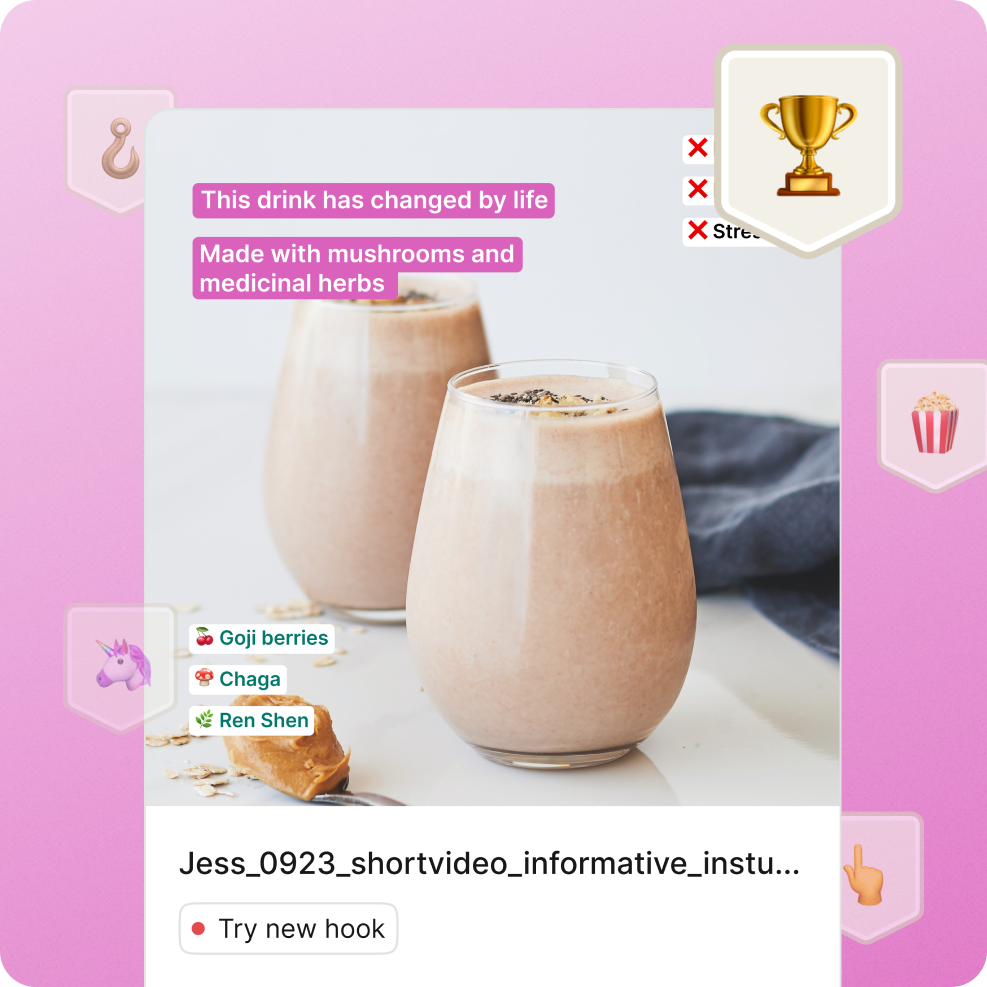 This drink has changed by life
Made with mushrooms and
medicinal herbs
Goji berries
Chaga
Ren Shen
Jess_0923_shortvideo_informative_instu...
Try new hook